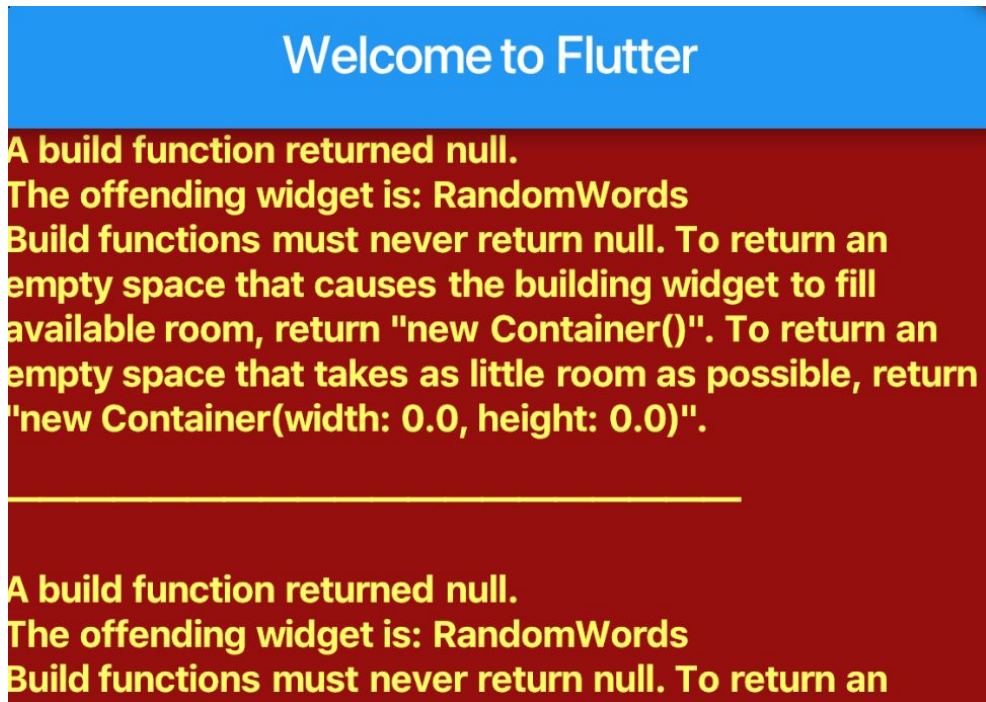 Welcome to Flutter
A build function returned null.
The offending widget is: RandomWords
Build functions must never return null. To return an
empty space that causes the building widget to fill
available room, return "new Container()". To return an
empty space that takes as little room as possible, return
"new Container(width: 0.0, height: 0.0)".
A build function returned null.
The offending widget is: RandomWords
Build functions must never return null. To return an